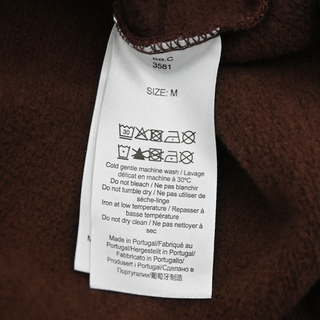 3581
SIZE: M
30
Cold gentle machine wash / Lavage
délicat en machine à 30°C
Do not bleach / Ne pas blanchir
Do not tumble dry / Ne pas utiliser de
sèche-linge
Iron at low temperature / Repasser à
basse température
Do not dry clean / Ne pas nettoyer à
sec
Made in Portugal/Fabriqué au
Portugal/Hergestellt in Portugal/
Fabbricato in Portogallo/
Produsert i Portugal/Сделано в
Португалии/葡萄牙制造